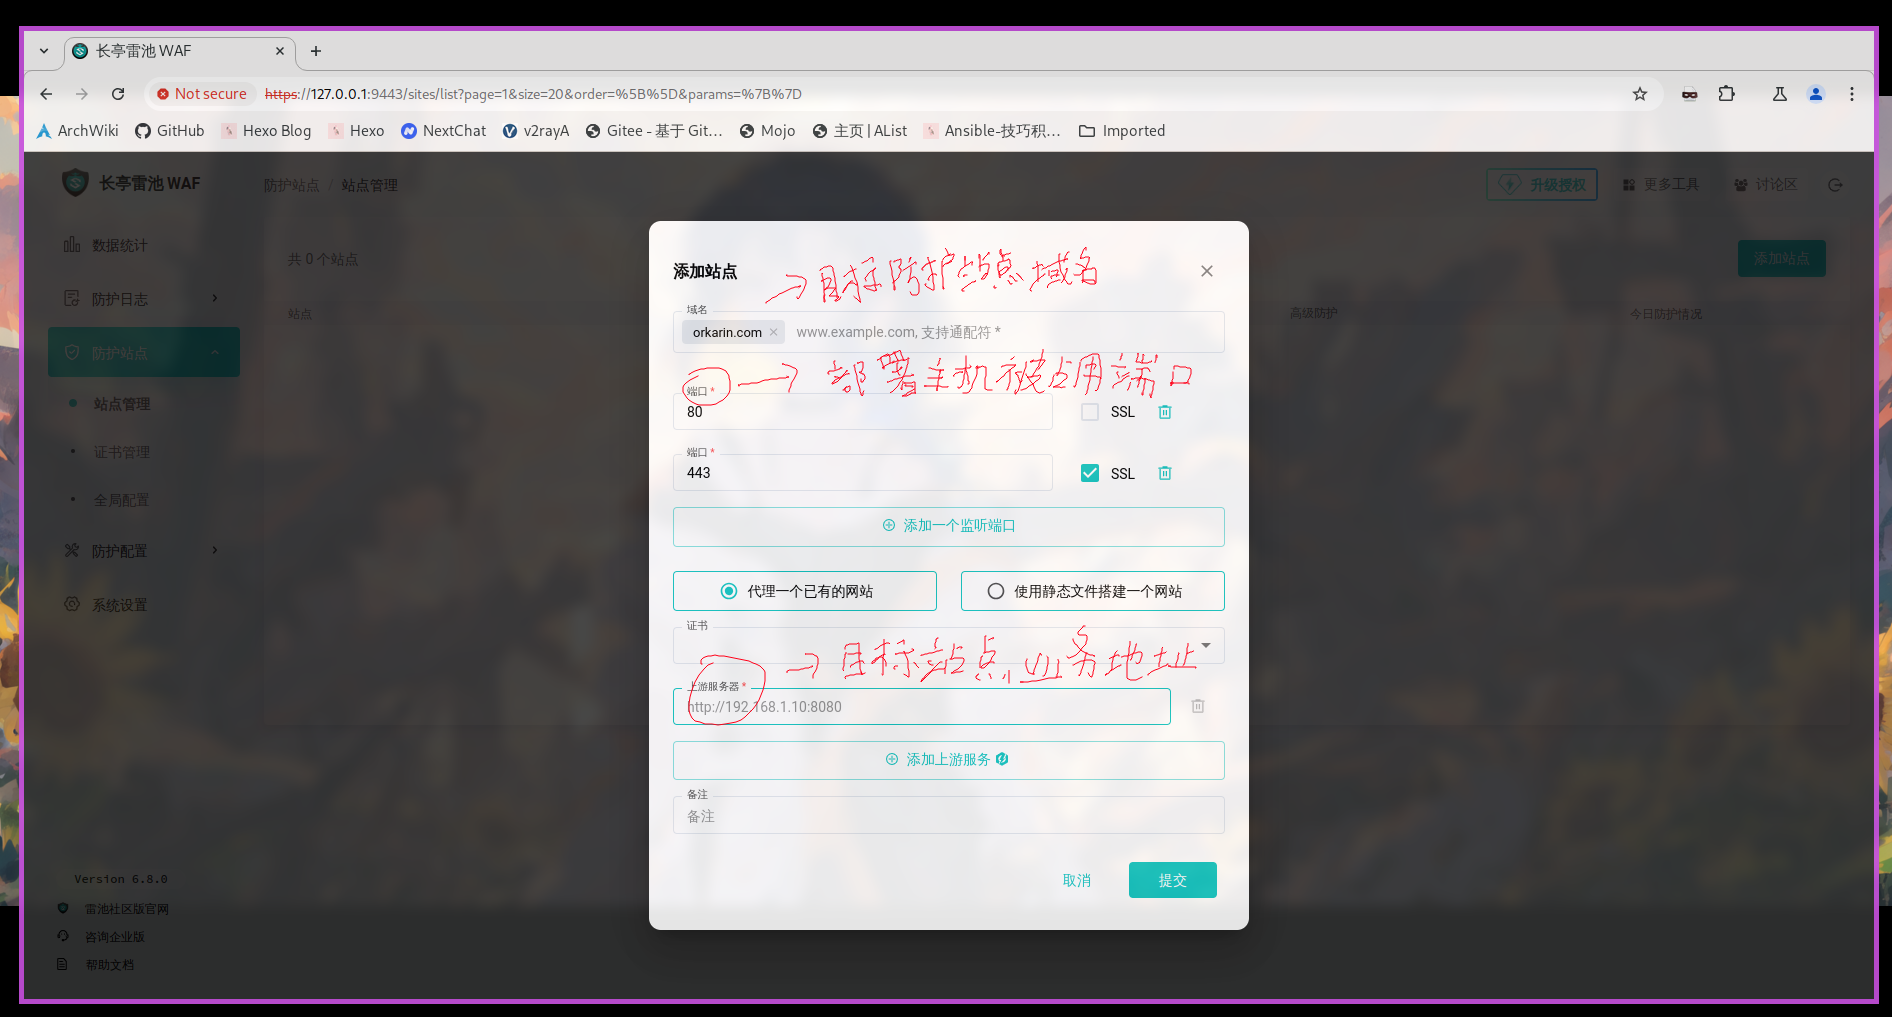 长亭雷池 WAF
Not secure https://127.0.0.1:9443/sites/list?page=1&size=20&order=%5B%5D&params=%7B%7D
ArchWiki GitHub Hexo Blog Hexo NextChat v2rayA Gitee - 基于 Git… Mojo 主页 | AList Ansible-技巧积… Imported
长亭雷池 WAF 防护站点 / 站点管理 升级授权 更多工具 讨论区
数据统计
共 0 个站点 添加站点
防护日志
站点 高级防护 今日防护情况
防护站点
站点管理
证书管理
全局配置
防护配置
系统设置
Version 6.8.0
雷池社区版官网
咨询企业版
帮助文档
添加站点 →目标防护站点域名
域名
orkarin.com www.example.com, 支持通配符 *
→部署主机被占用端口
端口 *
80 SSL
端口 *
443 SSL
添加一个监听端口
代理一个已有的网站 使用静态文件搭建一个网站
证书
→目标站点业务地址
上游服务器 *
http://192.168.1.10:8080
添加上游服务
备注
备注
取消 提交